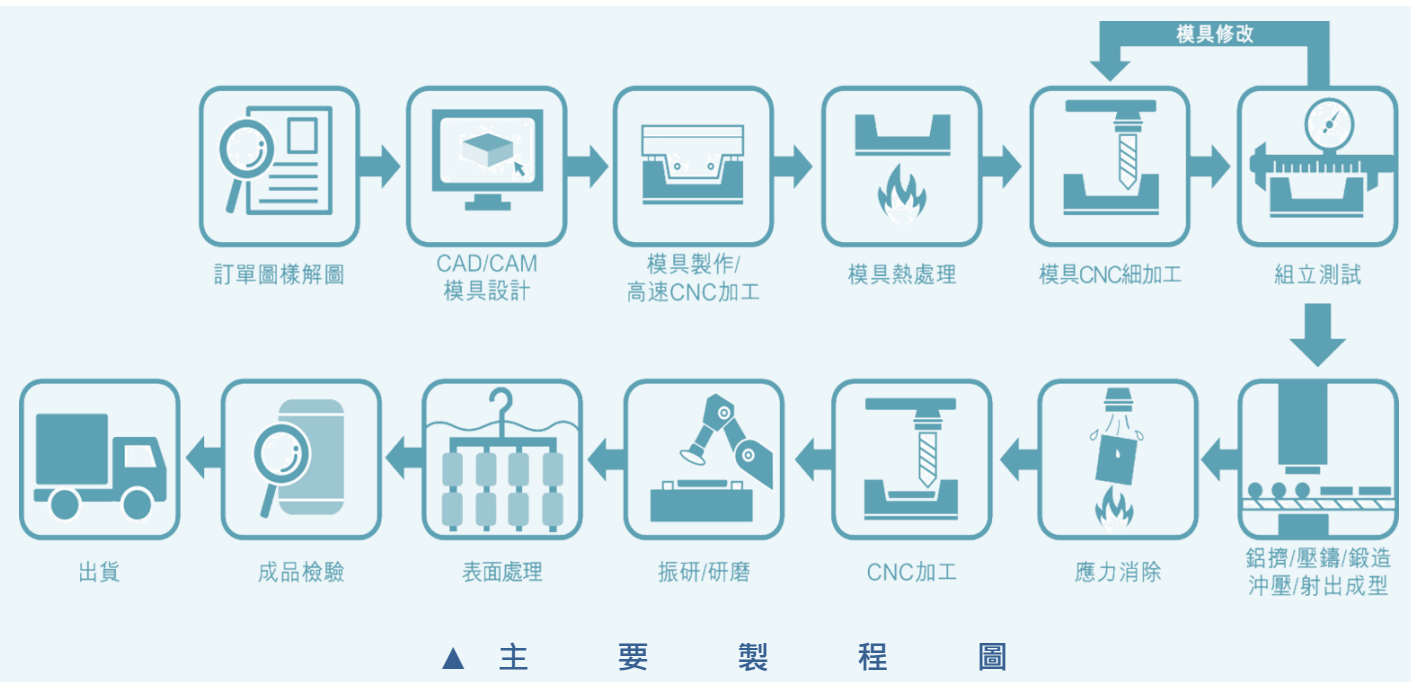 模具修改
訂單圖樣解圖
CAD/CAM
模具設計
模具製作/
高速CNC加工
模具熱處理
模具CNC細加工
組立測試
出貨
成品檢驗
表面處理
振研/研磨
CNC加工
應力消除
鋁擠/壓鑄/鍛造
沖壓/射出成型
▲主要製程圖